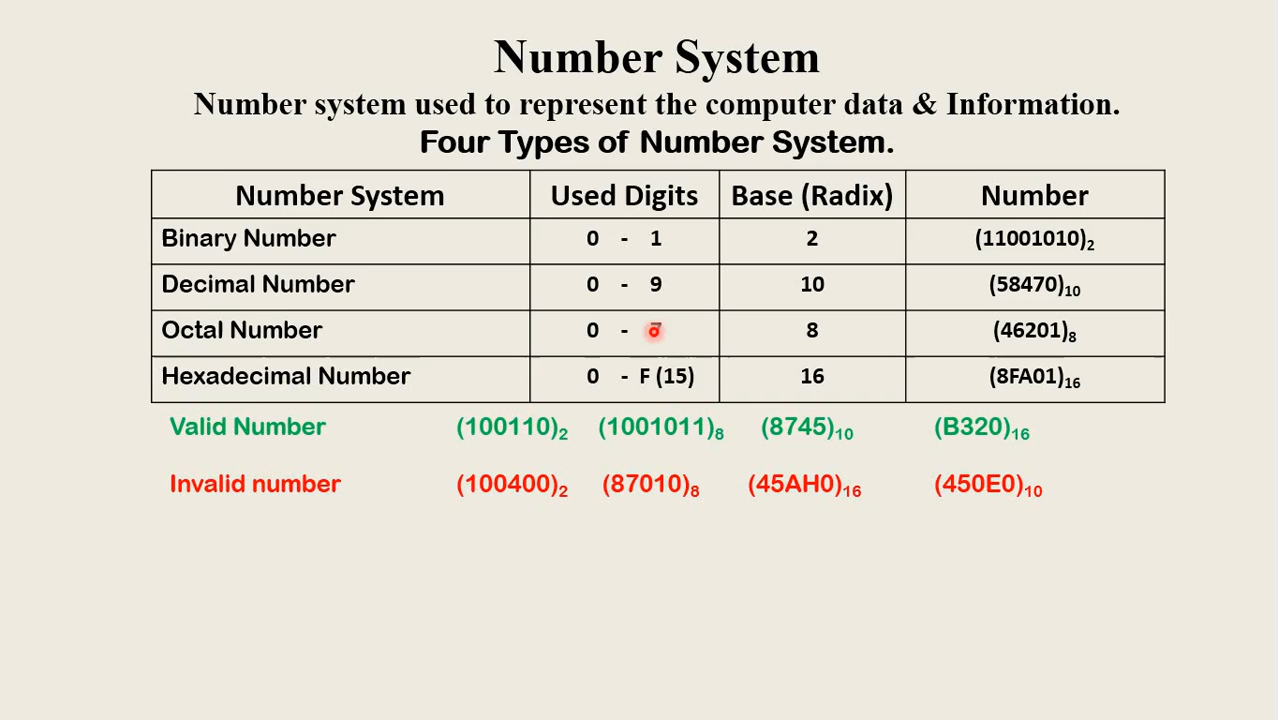 Number System
Number system used to represent the computer data & Information.
Four Types of Number System.
Number System Used Digits Base (Radix) Number
Binary Number 0 - 1 2 (11001010)2
Decimal Number 0 - 9 10 (58470)10
Octal Number 0 - 8 (46201)8
Hexadecimal Number 0 - F (15) 16 (8FA01)16
Valid Number (100110)2 (1001011)8 (8745)10 (B320)16
Invalid number (100400)2 (87010)8 (45AH0)16 (450E0)10